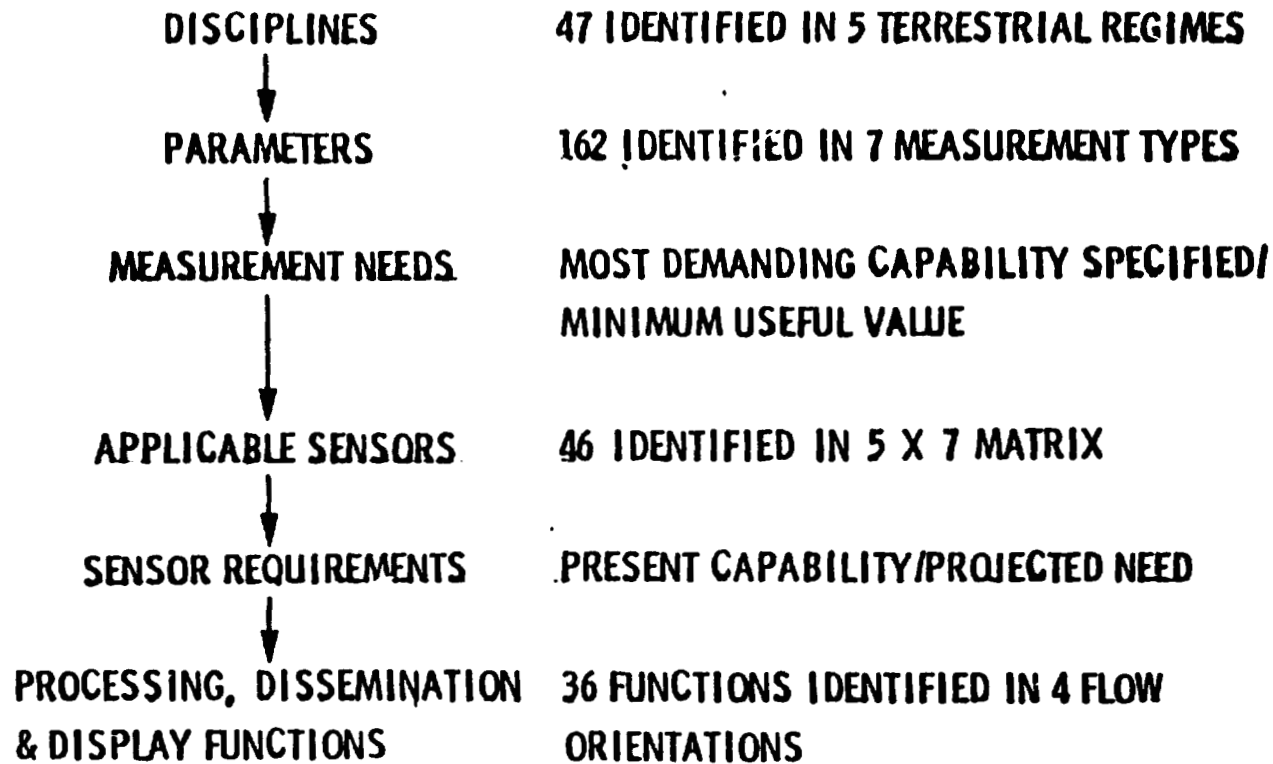 DISCIPLINES 47 IDENTIFIED IN 5 TERRESTRIAL REGIMES
PARAMETERS 162 IDENTIFIED IN 7 MEASUREMENT TYPES
MEASUREMENT NEEDS MOST DEMANDING CAPABILITY SPECIFIED/
MINIMUM USEFUL VALUE
APPLICABLE SENSORS 46 IDENTIFIED IN 5 X 7 MATRIX
SENSOR REQUIREMENTS PRESENT CAPABILITY/PROJECTED NEED
PROCESSING, DISSEMINATION 36 FUNCTIONS IDENTIFIED IN 4 FLOW
& DISPLAY FUNCTIONS ORIENTATIONS